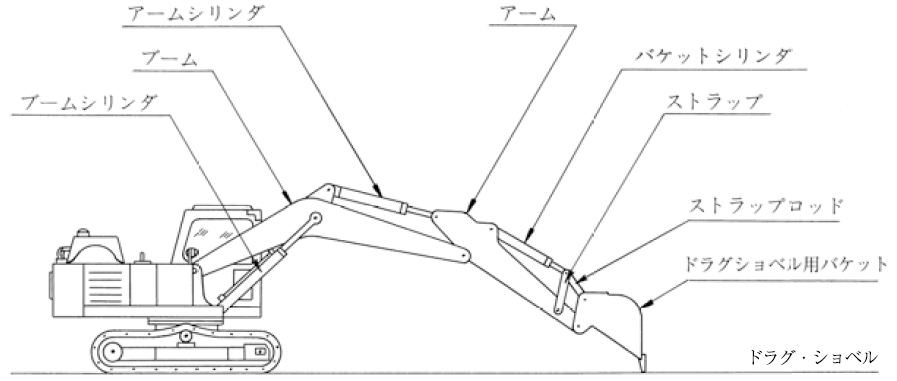 アームシリンダ
アーム
ブーム
バケットシリンダ
ブームシリンダ
ストラップ
ストラップロッド
ドラグショベル用バケット
ドラグ・ショベル